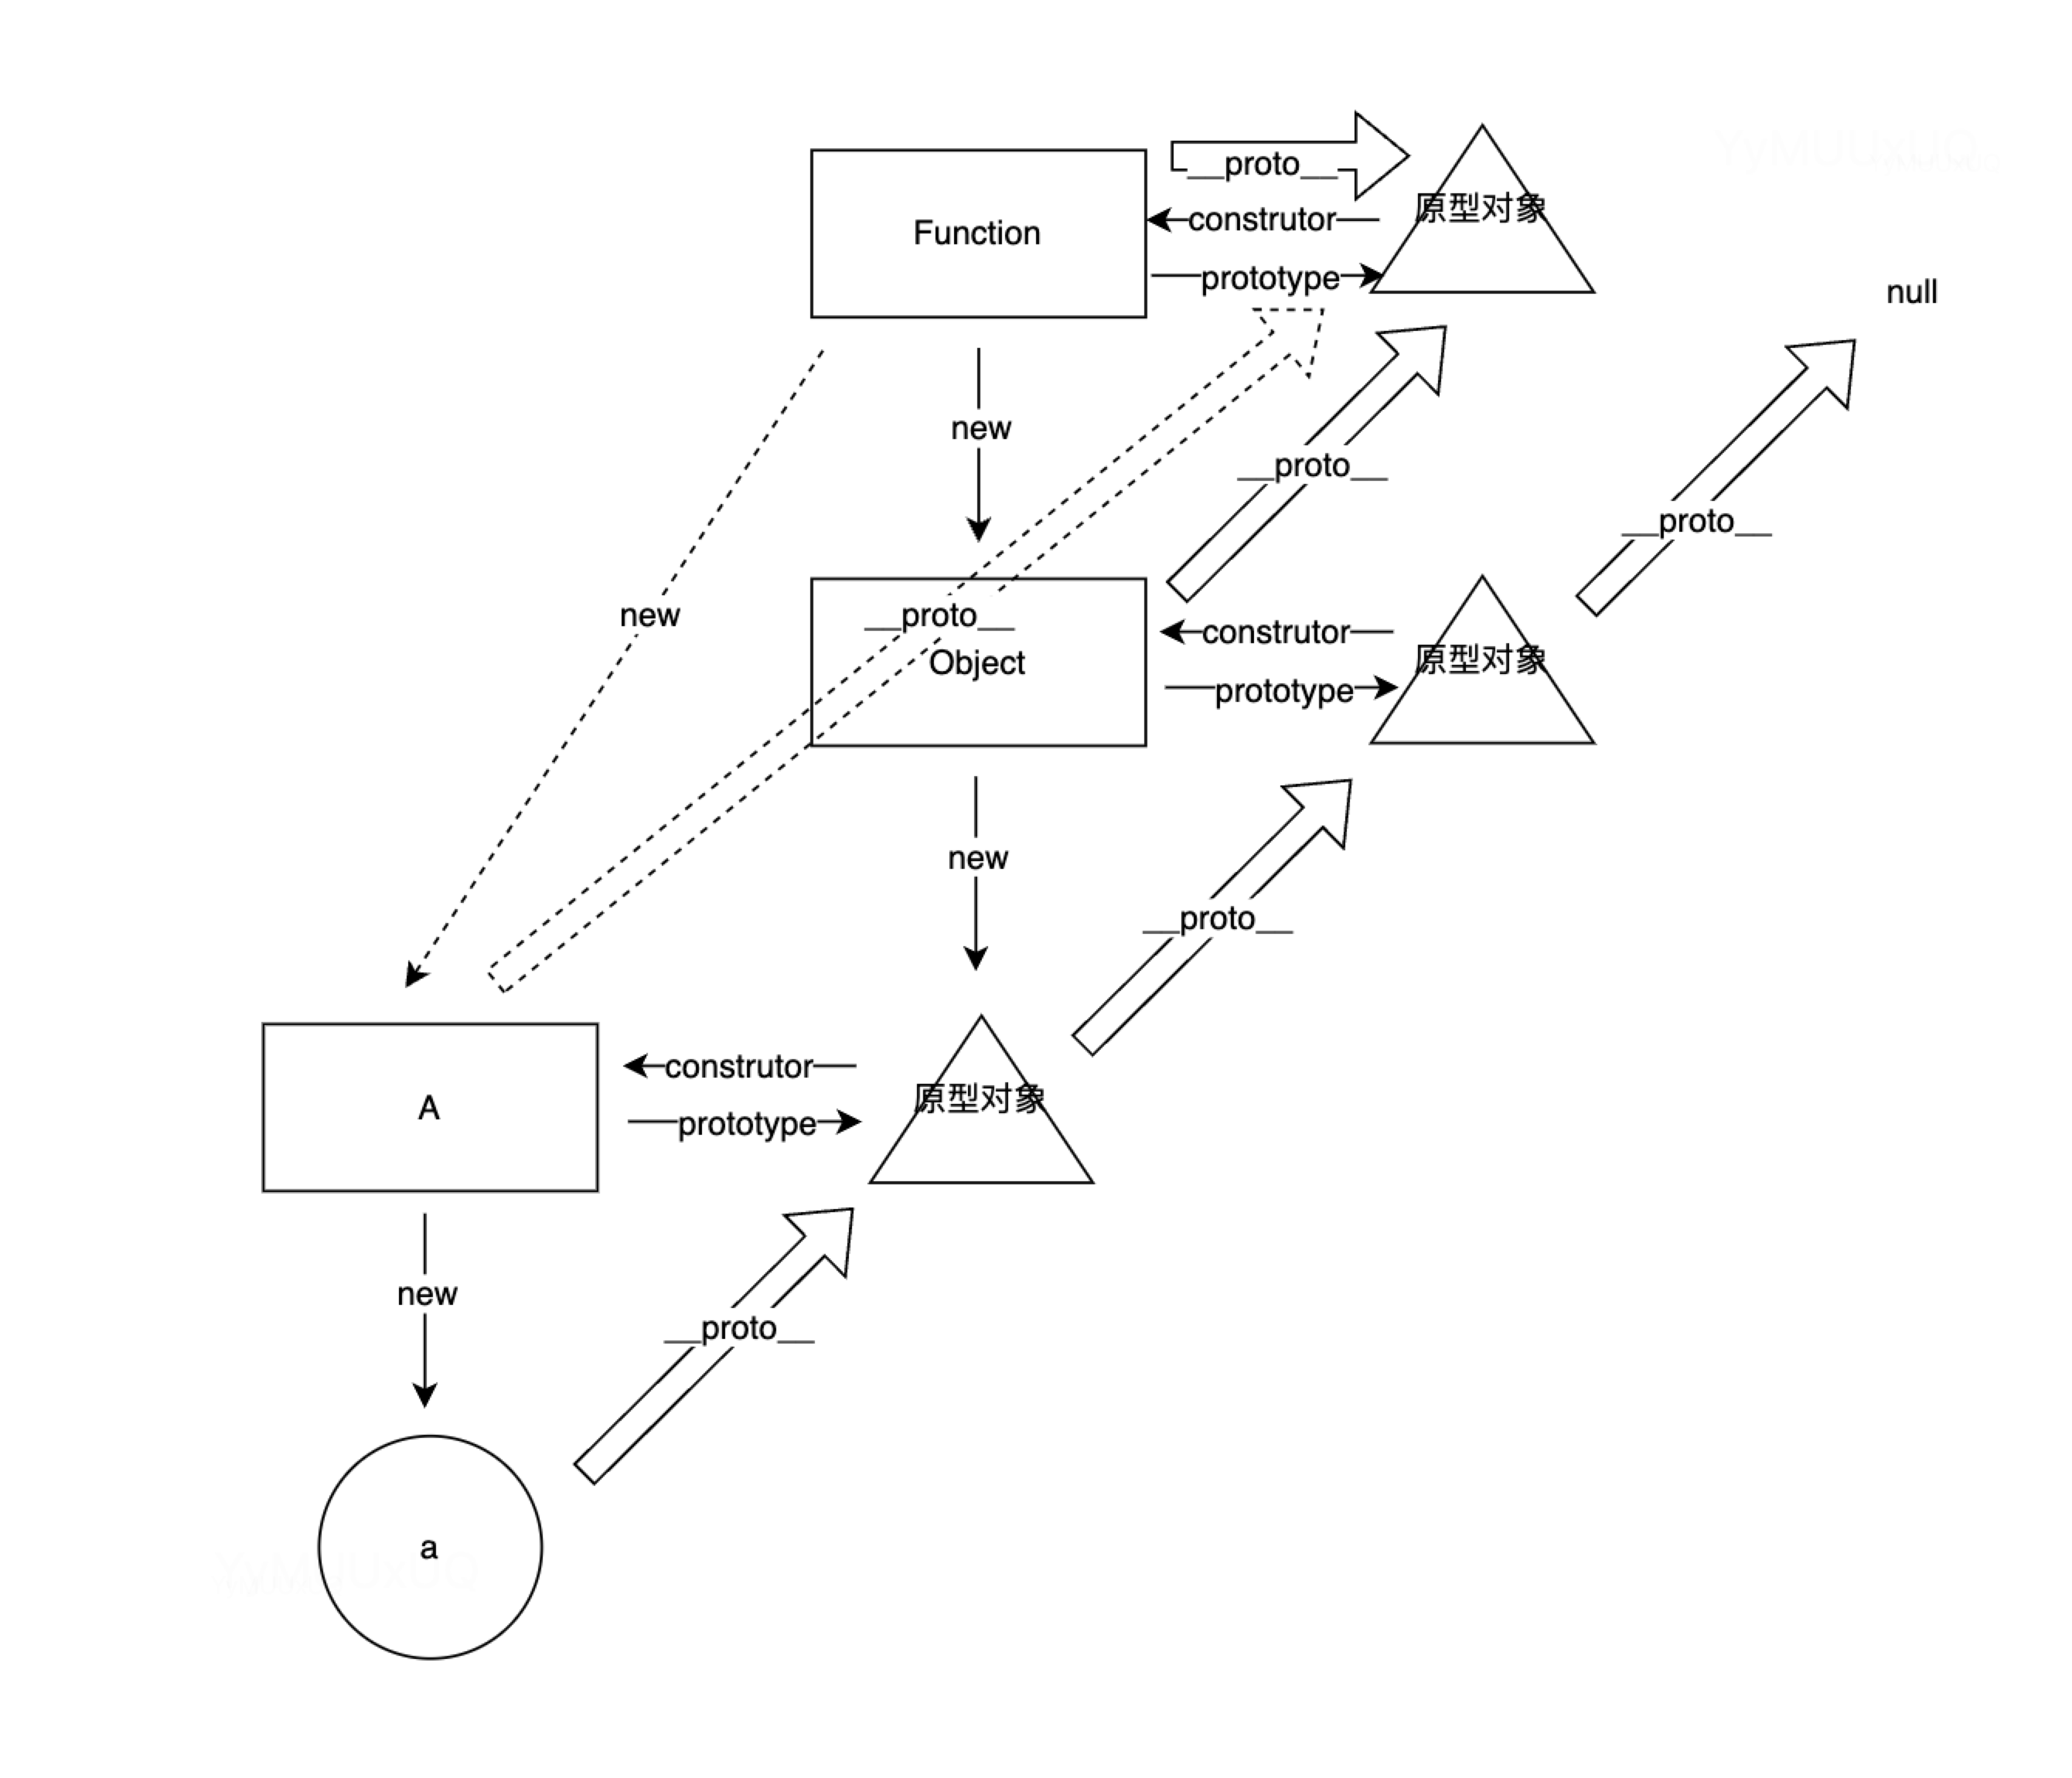 __proto__
原型对象
Function
construtor
prototype
null
new
__proto__
__proto__
new
__proto__
construtor
原型对象
Object
prototype
new
__proto__
construtor
原型对象
A
prototype
new
__proto__
a